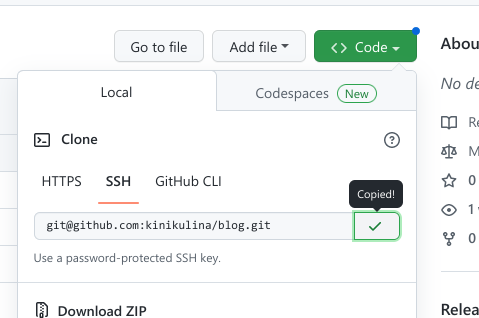 Go to file
Add file
<> Code
Abou
No de
Local
Codespaces New
Clone
Re
M
HTTPS
SSH
GitHub CLI
Copied!
0
git@github.com:kinikulina/blog.git
1
0
Use a password-protected SSH key.
Download ZIP
Relea